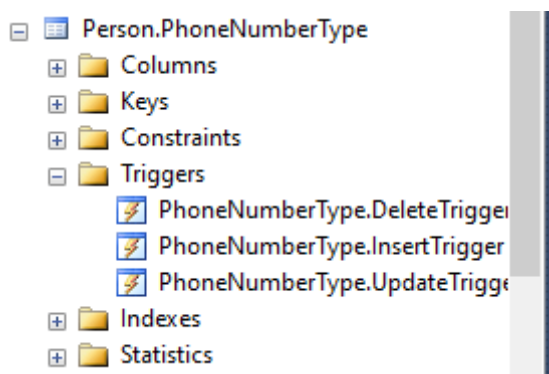 Person.PhoneNumberType
Columns
Keys
Constraints
Triggers
PhoneNumberType.DeleteTrigger
PhoneNumberType.InsertTrigger
PhoneNumberType.UpdateTrigge
Indexes
Statistics